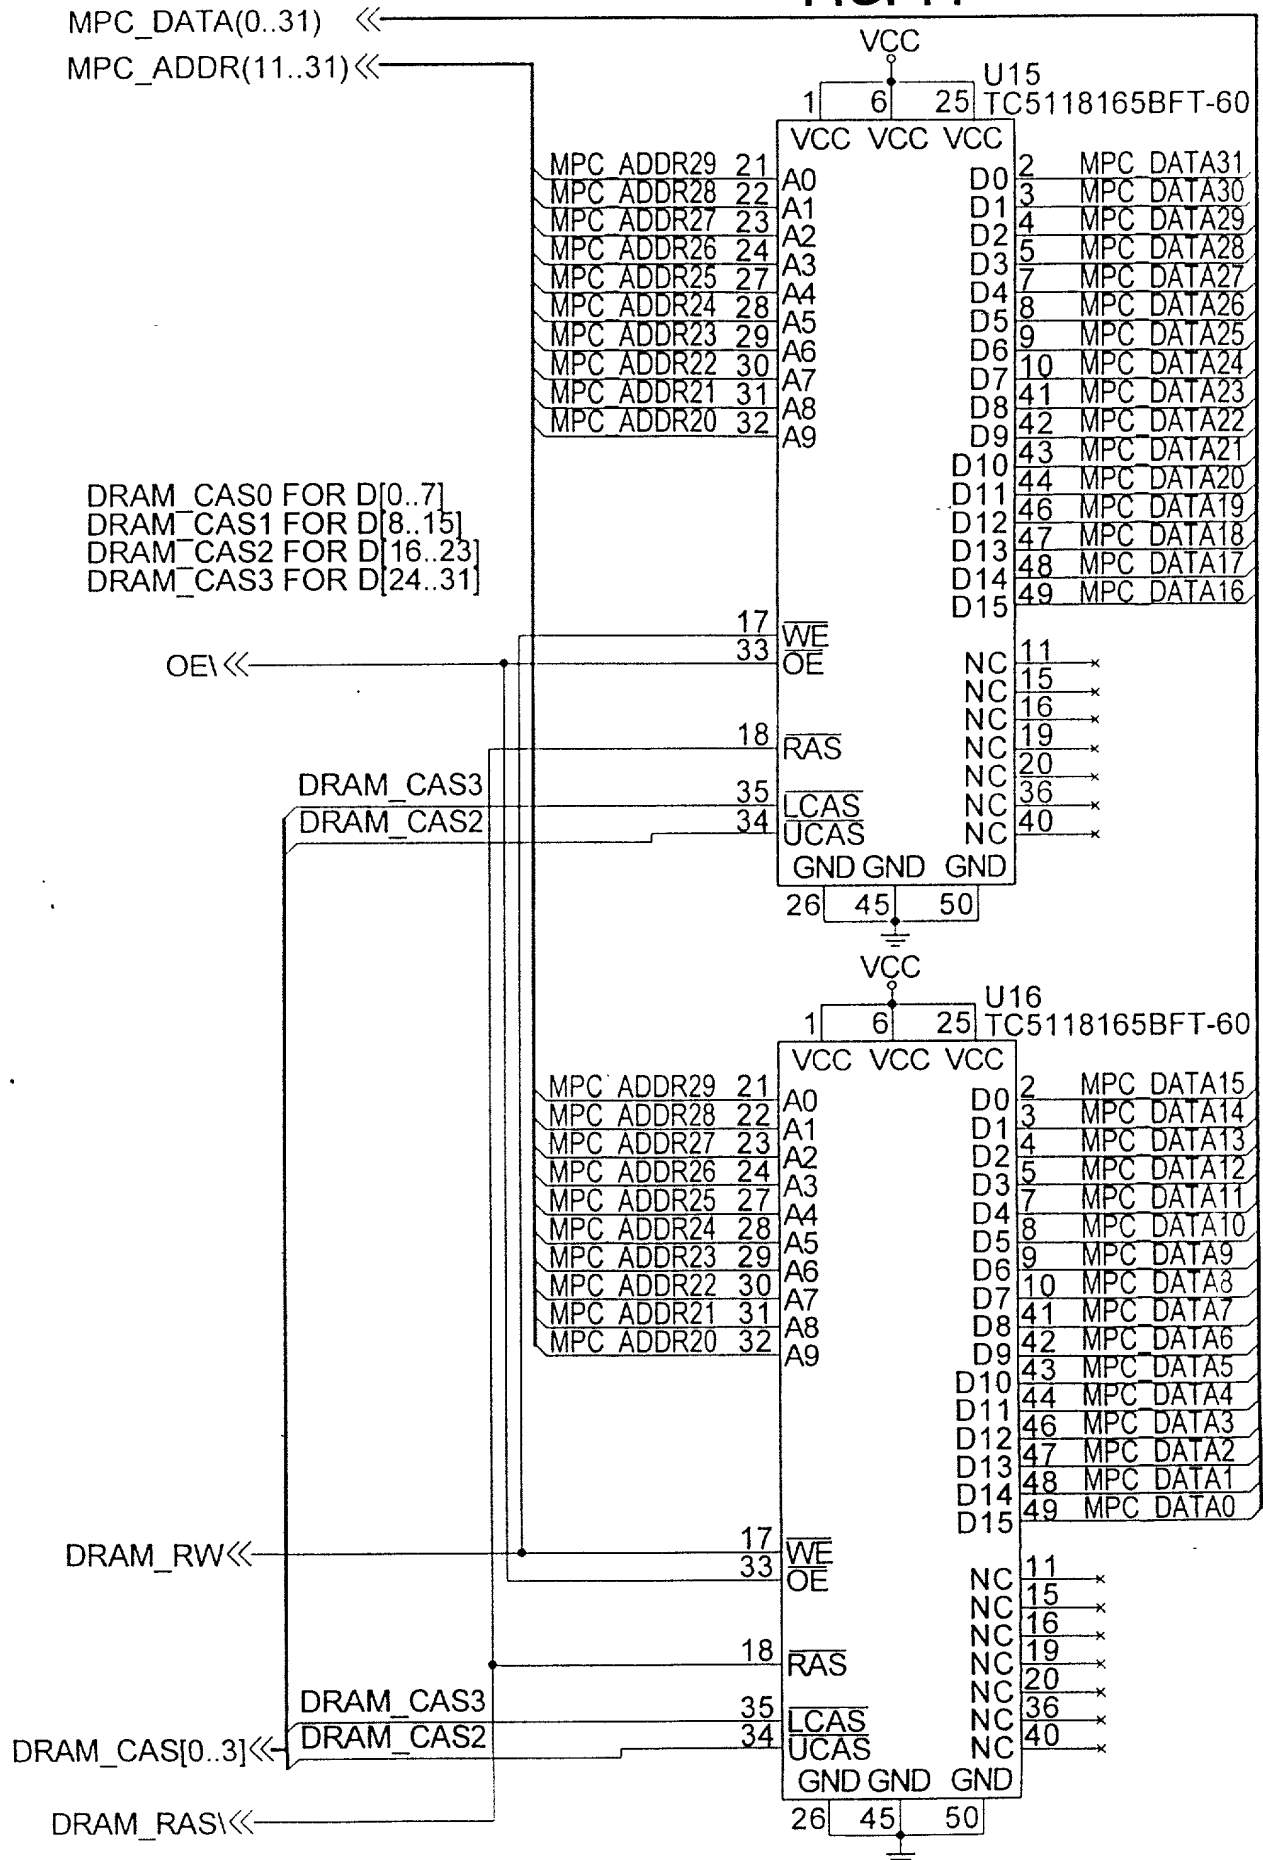 MPC_DATA(0..31)
MPC_ADDR(11..31)
VCC
U15
1 6 25 TC5118165BFT-60
VCC VCC VCC
MPC_ADDR29 21 A0 D0 2 MPC_DATA31
MPC_ADDR28 22 A1 D1 3 MPC_DATA30
MPC_ADDR27 23 A2 D2 4 MPC_DATA29
MPC_ADDR26 24 A3 D3 5 MPC_DATA28
MPC_ADDR25 27 A4 D4 7 MPC_DATA27
MPC_ADDR24 28 A5 D5 8 MPC_DATA26
MPC_ADDR23 29 A6 D6 9 MPC_DATA25
MPC_ADDR22 30 A7 D7 10 MPC_DATA24
MPC_ADDR21 31 A8 D8 41 MPC_DATA23
MPC_ADDR20 32 A9 D9 42 MPC_DATA22
D10 43 MPC_DATA21
D11 44 MPC_DATA20
D12 46 MPC_DATA19
D13 47 MPC_DATA18
D14 48 MPC_DATA17
D15 49 MPC_DATA16
DRAM_CAS0 FOR D[0..7]
DRAM_CAS1 FOR D[8..15]
DRAM_CAS2 FOR D[16..23]
DRAM_CAS3 FOR D[24..31]
17 WE
OE\ 33 OE NC 11
NC 15
NC 16
18 RAS NC 19
NC 20
DRAM_CAS3 35 LCAS NC 36
DRAM_CAS2 34 UCAS NC 40
GND GND GND
26 45 50
VCC
U16
1 6 25 TC5118165BFT-60
VCC VCC VCC
MPC_ADDR29 21 A0 D0 2 MPC_DATA15
MPC_ADDR28 22 A1 D1 3 MPC_DATA14
MPC_ADDR27 23 A2 D2 4 MPC_DATA13
MPC_ADDR26 24 A3 D3 5 MPC_DATA12
MPC_ADDR25 27 A4 D4 7 MPC_DATA11
MPC_ADDR24 28 A5 D5 8 MPC_DATA10
MPC_ADDR23 29 A6 D6 9 MPC_DATA9
MPC_ADDR22 30 A7 D7 10 MPC_DATA8
MPC_ADDR21 31 A8 D8 41 MPC_DATA7
MPC_ADDR20 32 A9 D9 42 MPC_DATA6
D10 43 MPC_DATA5
D11 44 MPC_DATA4
D12 46 MPC_DATA3
D13 47 MPC_DATA2
D14 48 MPC_DATA1
D15 49 MPC_DATA0
DRAM_RW 17 WE
33 OE NC 11
NC 15
NC 16
18 RAS NC 19
NC 20
DRAM_CAS3 35 LCAS NC 36
DRAM_CAS2 34 UCAS NC 40
DRAM_CAS[0..3]
GND GND GND
DRAM_RAS\ 26 45 50